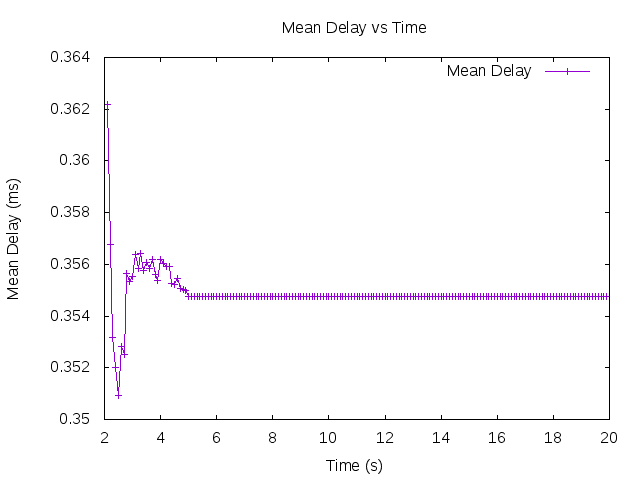 Mean Delay vs Time
0.364
0.362
0.36
0.358
0.356
0.354
0.352
0.35
Mean Delay (ms)
Mean Delay
2 4 6 8 10 12 14 16 18 20
Time (s)